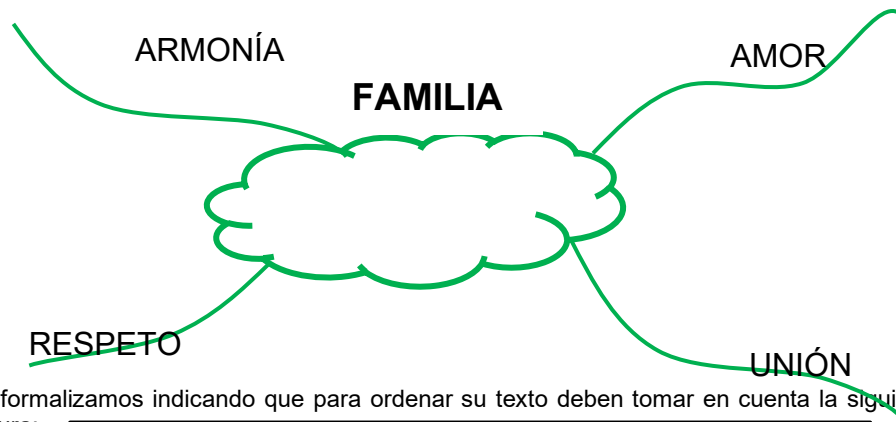 ARMONÍA
AMOR
FAMILIA
RESPETO
UNIÓN
formalizamos indicando que para ordenar su texto deben tomar en cuenta la